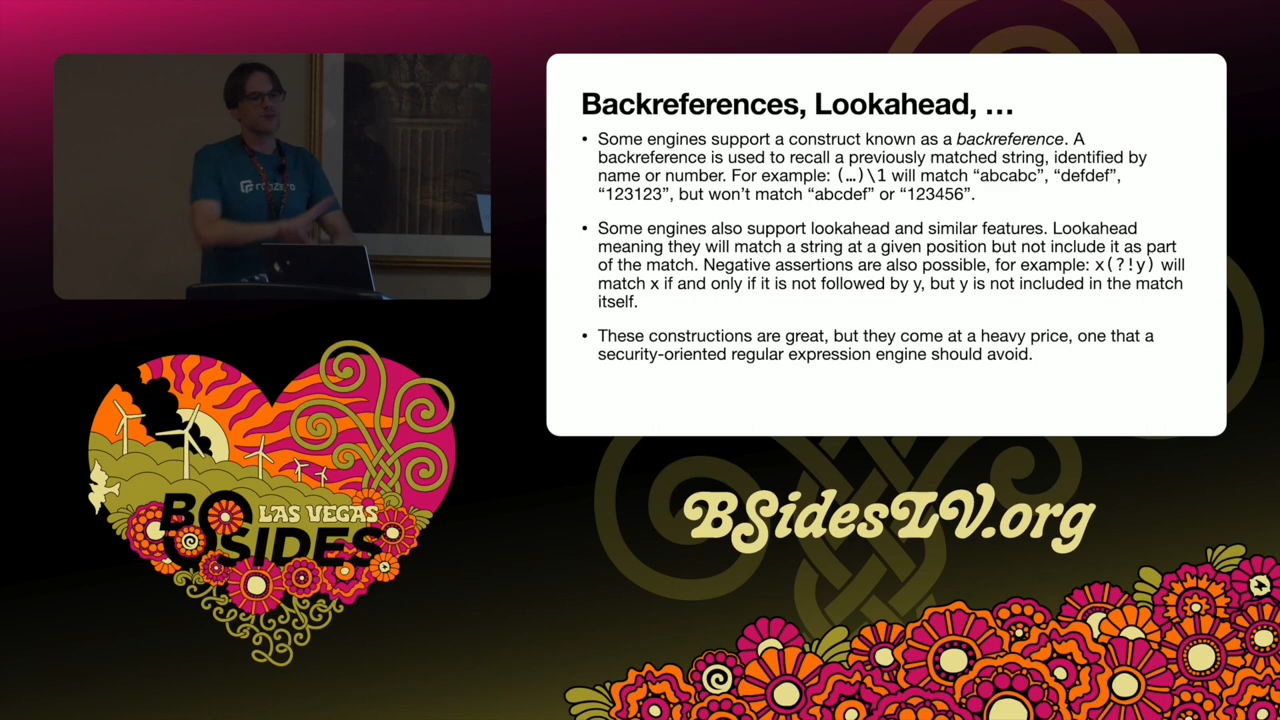 Backreferences, Lookahead, …
• Some engines support a construct known as a backreference. A
backreference is used to recall a previously matched string, identified by
name or number. For example: (…)\1 will match “abcabc”, “defdef”,
“123123”, but won’t match “abcdef” or “123456”.
• Some engines also support lookahead and similar features. Lookahead
meaning they will match a string at a given position but not include it as part
of the match. Negative assertions are also possible, for example: x(?!y) will
match x if and only if it is not followed by y, but y is not included in the match
itself.
• These constructions are great, but they come at a heavy price, one that a
security-oriented regular expression engine should avoid.
LAS VEGAS
BSIDES
BSidesLV.org